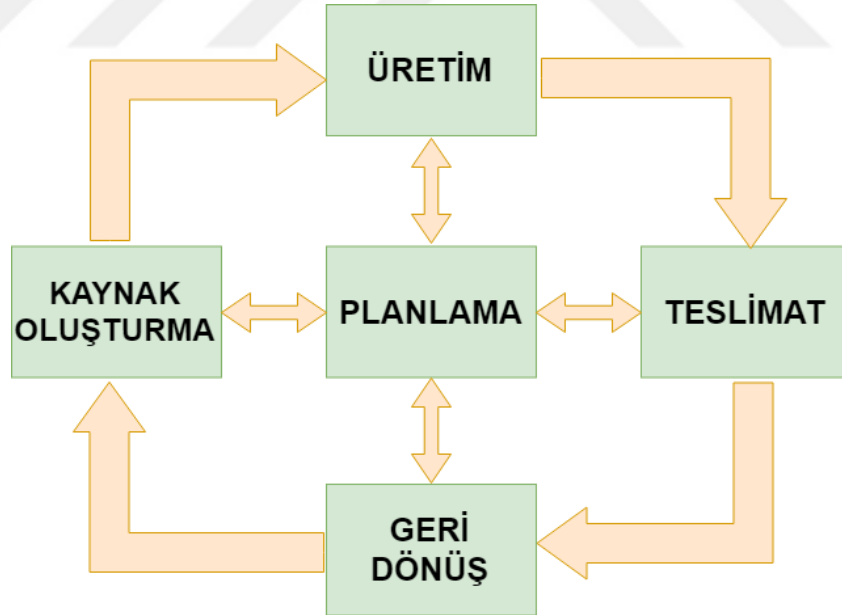 ÜRETİM
KAYNAK
OLUŞTURMA
PLANLAMA
TESLİMAT
GERİ
DÖNÜŞ